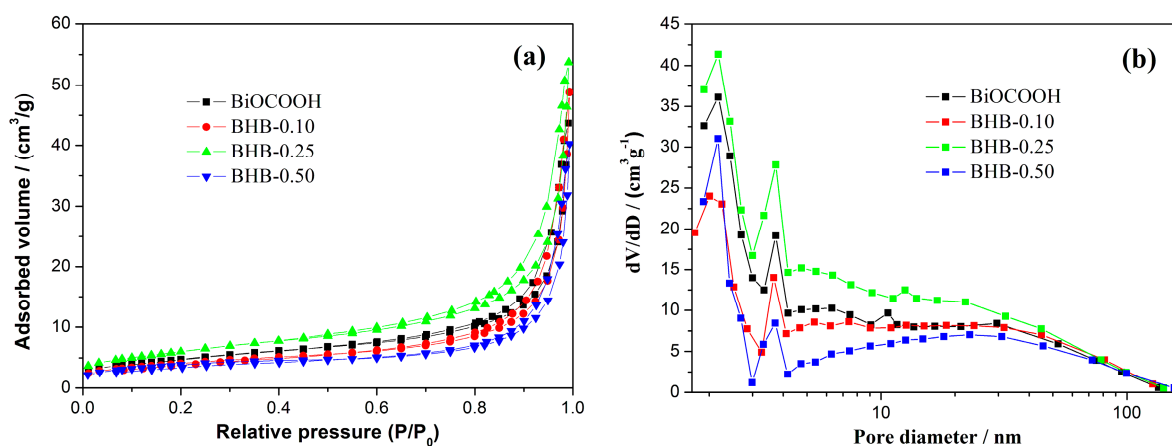 (a)
60
50
40
30
20
10
0
Adsorbed volume / (cm³/g)
BiOCOOH
BHB-0.10
BHB-0.25
BHB-0.50
0.0 0.2 0.4 0.6 0.8 1.0
Relative pressure (P/P₀)
(b)
45
40
35
30
25
20
15
10
5
0
dV/dD / (cm³g⁻¹)
BiOCOOH
BHB-0.10
BHB-0.25
BHB-0.50
10 100
Pore diameter / nm